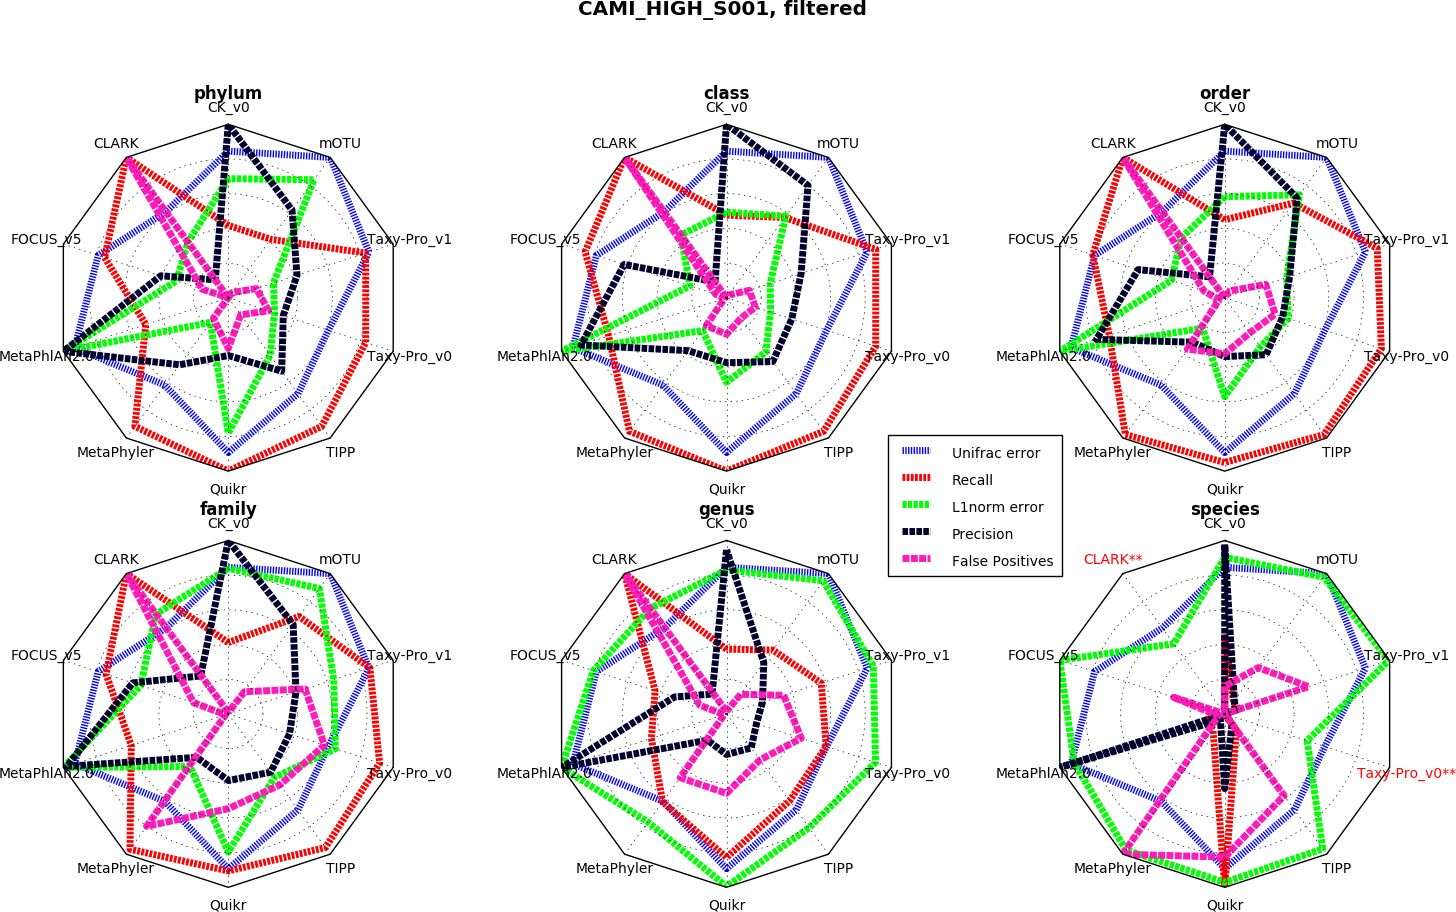 CAMI_HIGH_S001, filtered
phylum
CK_v0
CLARK
mOTU
FOCUS_v5
Taxy-Pro_v1
MetaPhlAn2.0
Taxy-Pro_v0
MetaPhyler
TIPP
Quikr
class
CK_v0
CLARK
mOTU
FOCUS_v5
Taxy-Pro_v1
MetaPhlAn2.0
Taxy-Pro_v0
MetaPhyler
TIPP
Quikr
order
CK_v0
CLARK
mOTU
FOCUS_v5
Taxy-Pro_v1
MetaPhlAn2.0
Taxy-Pro_v0
MetaPhyler
TIPP
Quikr
Unifrac error
Recall
L1norm error
Precision
False Positives
family
CK_v0
CLARK
mOTU
FOCUS_v5
Taxy-Pro_v1
MetaPhlAn2.0
Taxy-Pro_v0
MetaPhyler
TIPP
Quikr
genus
CK_v0
CLARK
mOTU
FOCUS_v5
Taxy-Pro_v1
MetaPhlAn2.0
Taxy-Pro_v0
MetaPhyler
TIPP
Quikr
species
CK_v0
CLARK**
mOTU
FOCUS_v5
Taxy-Pro_v1
MetaPhlAn2.0
Taxy-Pro_v0**
MetaPhyler
TIPP
Quikr